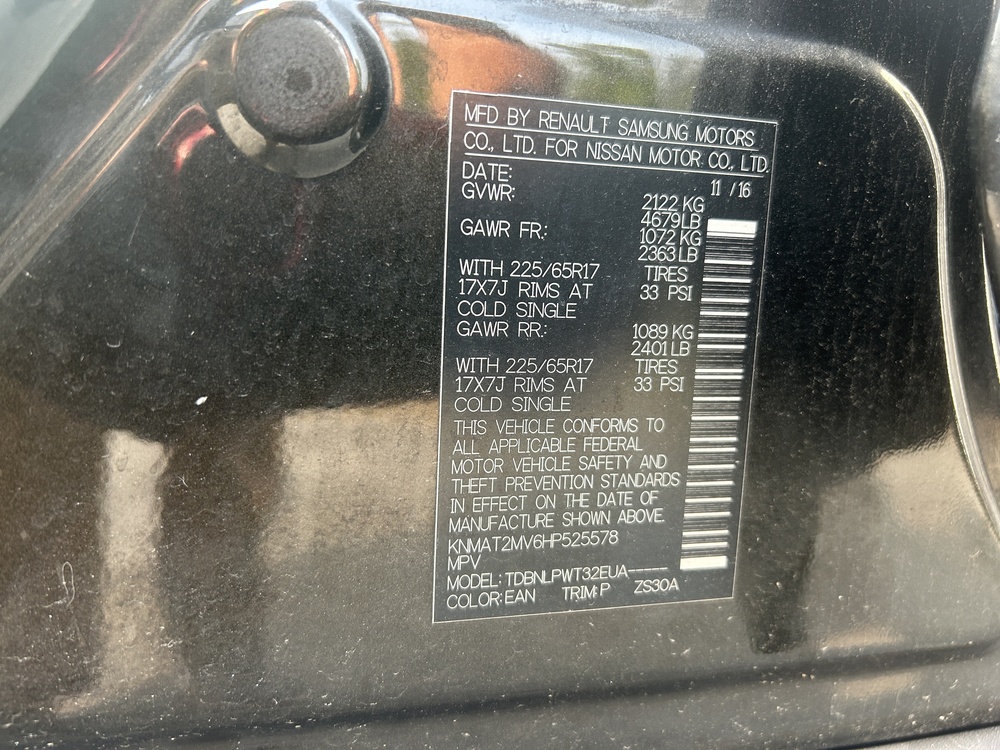 MFD BY RENAULT SAMSUNG MOTORS
CO., LTD. FOR NISSAN MOTOR CO., LTD.
DATE: 11 / 16
GVWR: 2122 KG
4679 LB
GAWR FR: 1072 KG
2363 LB
WITH 225/65R17 TIRES
17X7J RIMS AT 33 PSI
COLD SINGLE
GAWR RR: 1089 KG
2401 LB
WITH 225/65R17 TIRES
17X7J RIMS AT 33 PSI
COLD SINGLE
THIS VEHICLE CONFORMS TO
ALL APPLICABLE FEDERAL
MOTOR VEHICLE SAFETY AND
THEFT PREVENTION STANDARDS
IN EFFECT ON THE DATE OF
MANUFACTURE SHOWN ABOVE.
KNMAT2MV6HP525578
MPV
MODEL: TDBNLPWT32EUA-----
COLOR: EAN TRIM: P ZS30A